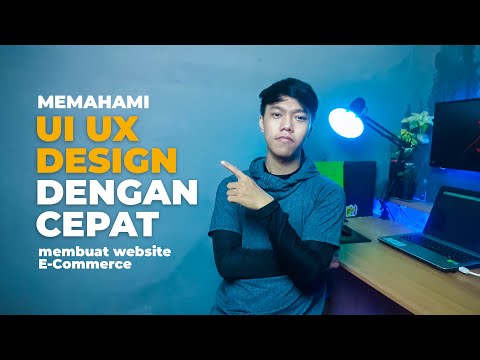 MEMAHAMI
UI UX
DESIGN
DENGAN
CEPAT
membuat website
E-Commerce